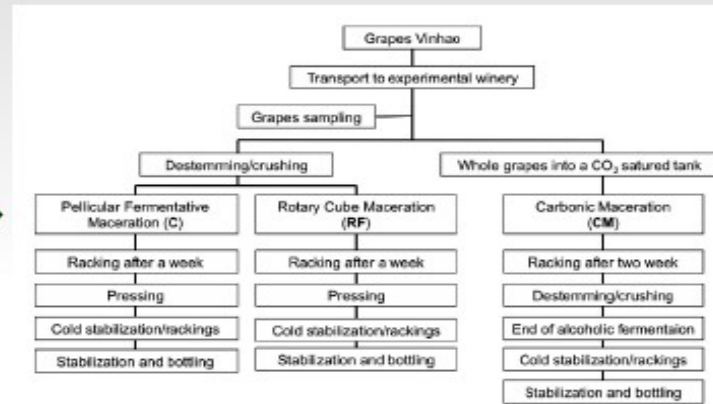 Grapes Vinhao
Transport to experimental winery
Grapes sampling
Destemming/crushing
Whole grapes into a CO₂ satured tank
Pellicular Fermentative
Maceration (C)
Rotary Cube Maceration
(RF)
Carbonic Maceration
(CM)
Racking after a week
Racking after a week
Racking after two week
Pressing
Pressing
Destemming/crushing
Cold stabilization/rackings
Cold stabilization/rackings
End of alcoholic fermentaion
Stabilization and bottling
Stabilization and bottling
Cold stabilization/rackings
Stabilization and bottling